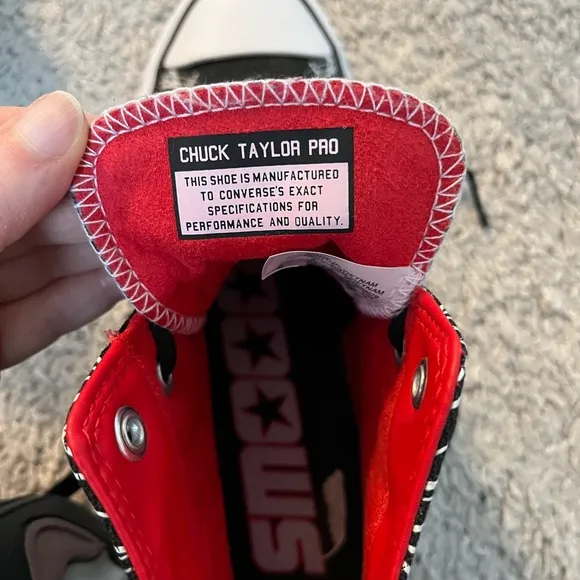 CHUCK TAYLOR PRO
THIS SHOE IS MANUFACTURED
TO CONVERSE'S EXACT
SPECIFICATIONS FOR
PERFORMANCE AND QUALITY.